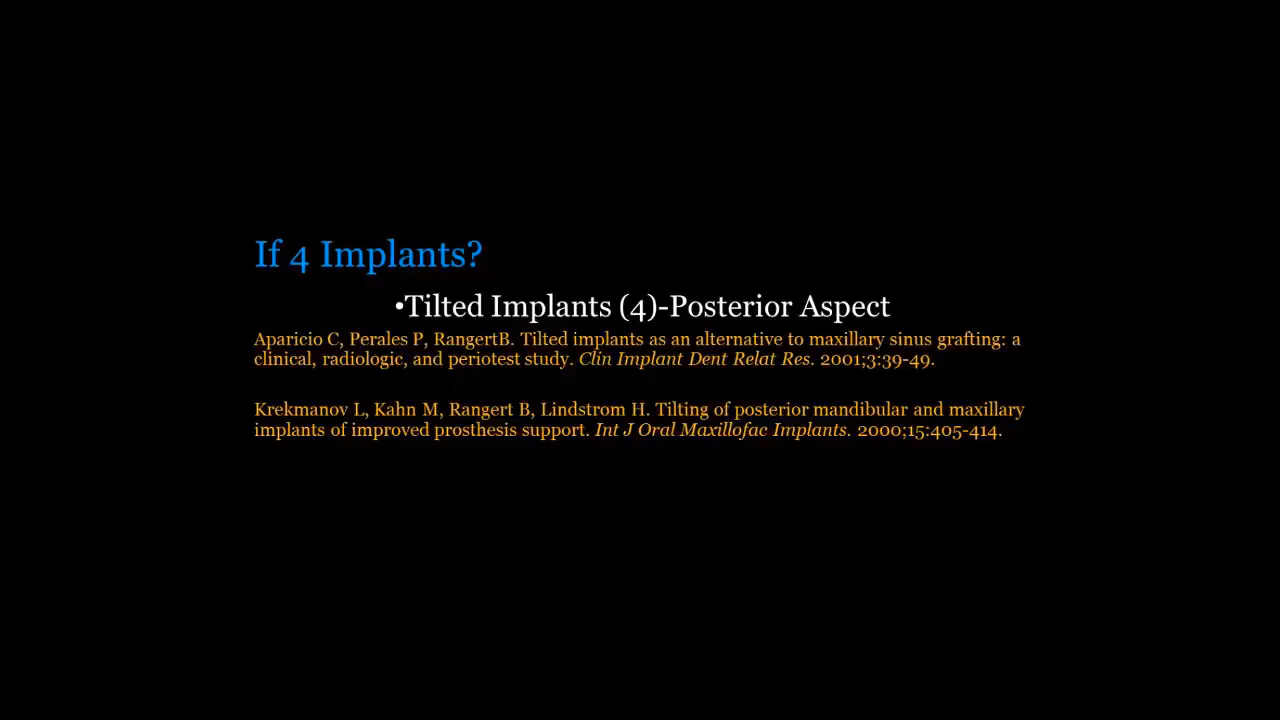 If 4 Implants?
•Tilted Implants (4)-Posterior Aspect
Aparicio C, Perales P, RangertB. Tilted implants as an alternative to maxillary sinus grafting: a
clinical, radiologic, and periotest study. Clin Implant Dent Relat Res. 2001;3:39-49.
Krekmanov L, Kahn M, Rangert B, Lindstrom H. Tilting of posterior mandibular and maxillary
implants of improved prosthesis support. Int J Oral Maxillofac Implants. 2000;15:405-414.